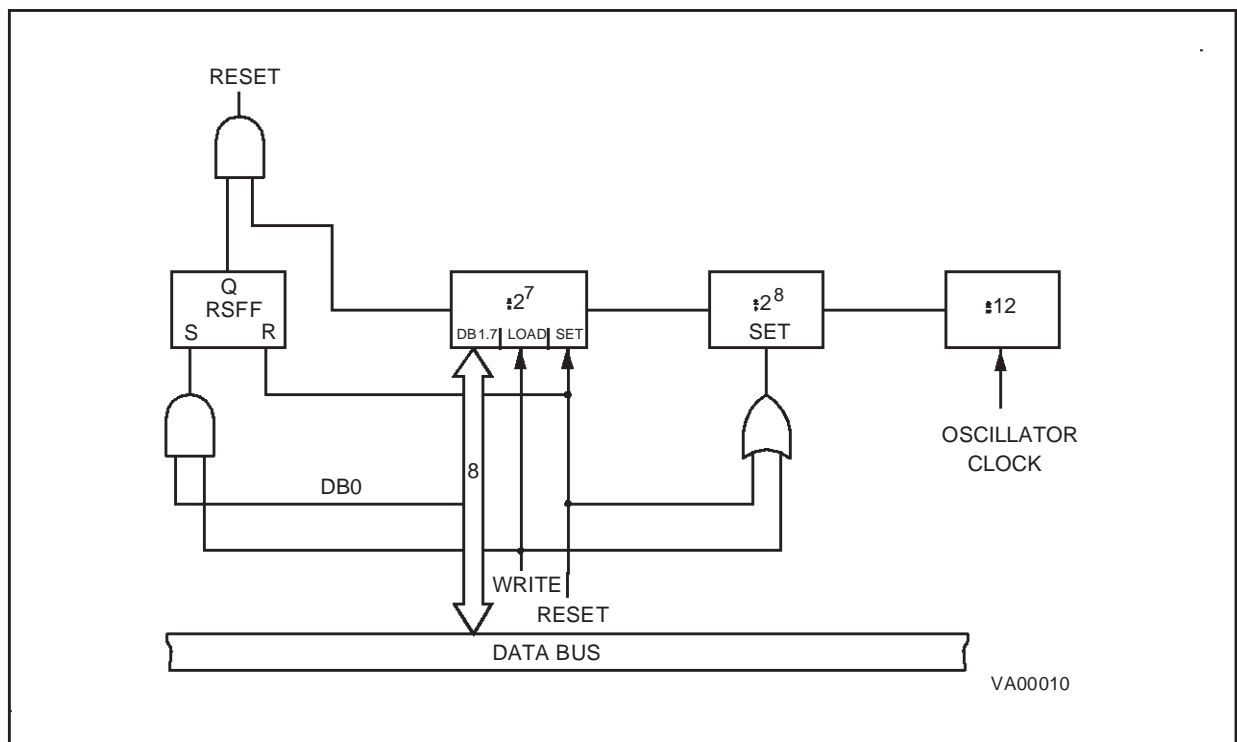 RESET
Q
RSFF
S R
:2⁷
DB1.7 LOAD SET
:2⁸
SET
:12
OSCILLATOR
CLOCK
8
DB0
WRITE
RESET
DATA BUS
VA00010